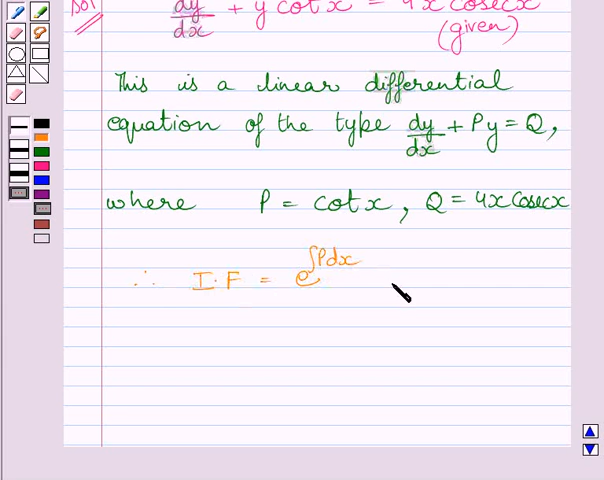 Sol dy/dx + y cot x = 4x cosec x
(given)
This is a linear differential
equation of the type dy/dx + Py = Q,
where P = cot x, Q = 4x cosec x
∴ I.F = e^∫Pdx